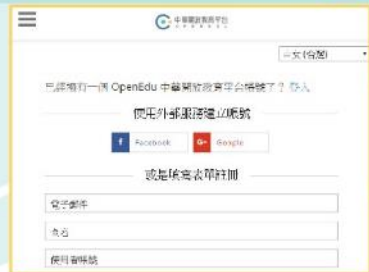 中華開放教育平台
中文(台灣)
已經擁有一個 OpenEdu 中華開放教育平台帳號了？ 登入
使用外部服務建立帳號
f Facebook G+ Google
或是填寫表單註冊
電子郵件
全名
使用者帳號